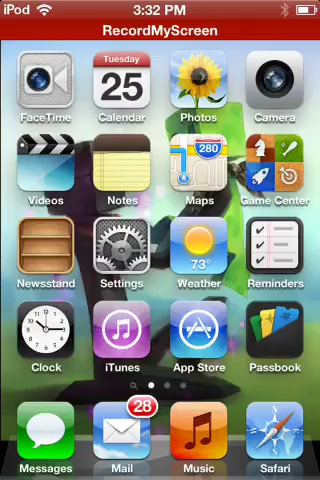 iPod 3:32 PM
RecordMyScreen
Tuesday
25
280
FaceTime Calendar Photos Camera
Videos Notes Maps Game Center
73°
Newsstand Settings Weather Reminders
Clock iTunes App Store Passbook
28
Messages Mail Music Safari